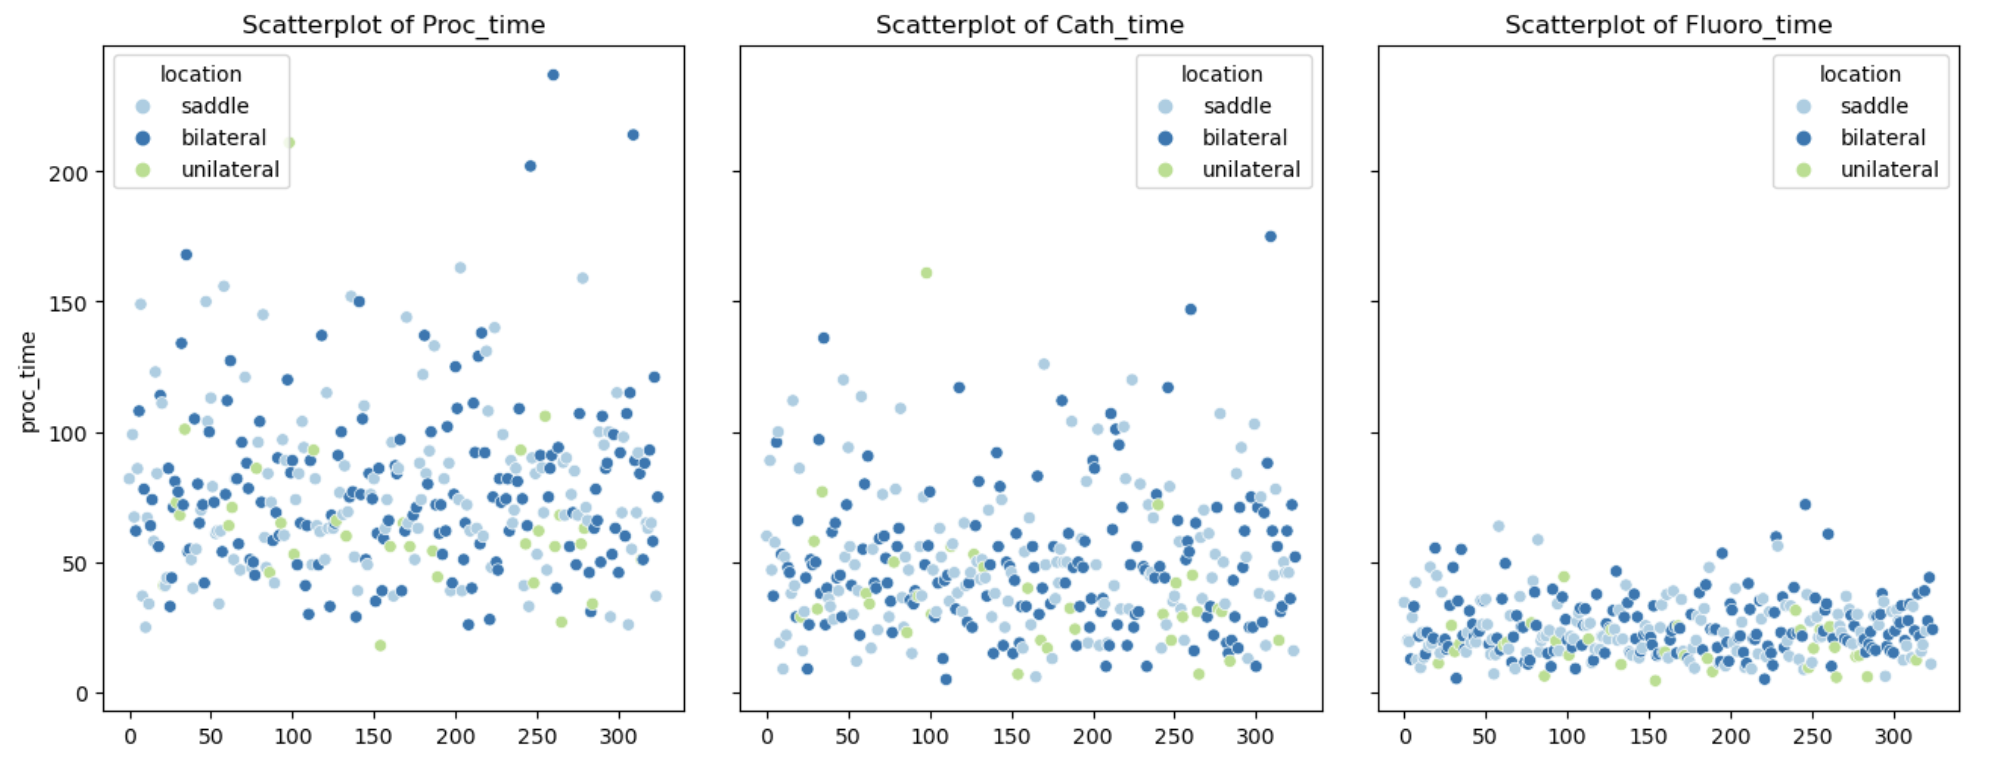 Scatterplot of Proc_time
location
saddle
bilateral
unilateral
proc_time
200
150
100
50
0
0 50 100 150 200 250 300
Scatterplot of Cath_time
location
saddle
bilateral
unilateral
0 50 100 150 200 250 300
Scatterplot of Fluoro_time
location
saddle
bilateral
unilateral
0 50 100 150 200 250 300